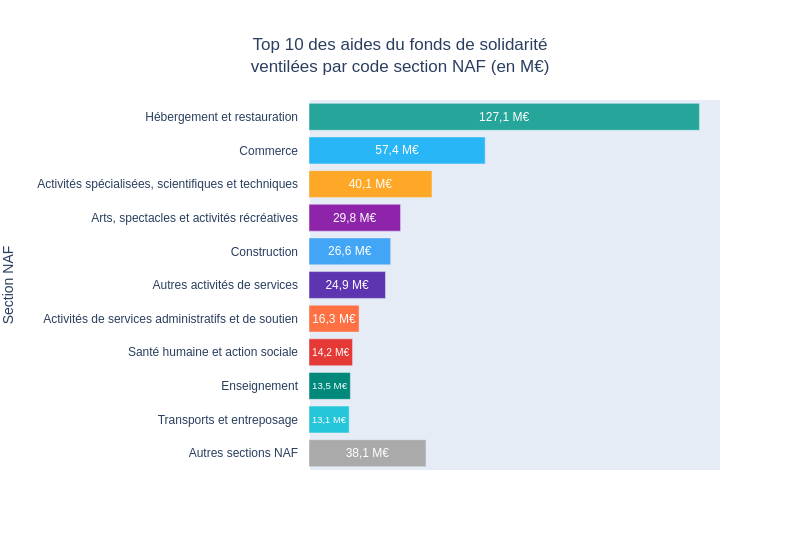 Top 10 des aides du fonds de solidarité
ventilées par code section NAF (en M€)
Section NAF
Hébergement et restauration 127,1 M€
Commerce 57,4 M€
Activités spécialisées, scientifiques et techniques 40,1 M€
Arts, spectacles et activités récréatives 29,8 M€
Construction 26,6 M€
Autres activités de services 24,9 M€
Activités de services administratifs et de soutien 16,3 M€
Santé humaine et action sociale 14,2 M€
Enseignement 13,5 M€
Transports et entreposage 13,1 M€
Autres sections NAF 38,1 M€